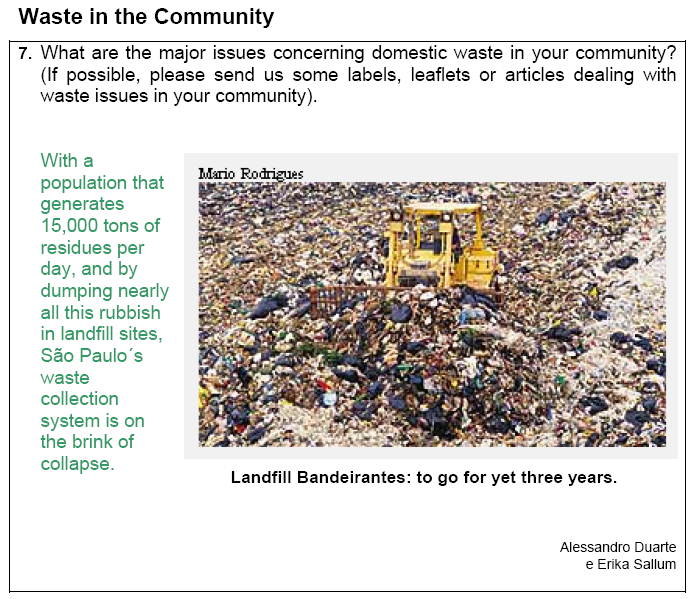 Waste in the Community
7. What are the major issues concerning domestic waste in your community?
(If possible, please send us some labels, leaflets or articles dealing with
waste issues in your community).
With a
population that
generates
15,000 tons of
residues per
day, and by
dumping nearly
all this rubbish
in landfill sites,
São Paulo´s
waste
collection
system is on
the brink of
collapse.
Mario Rodrigues
Landfill Bandeirantes: to go for yet three years.
Alessandro Duarte
e Erika Sallum